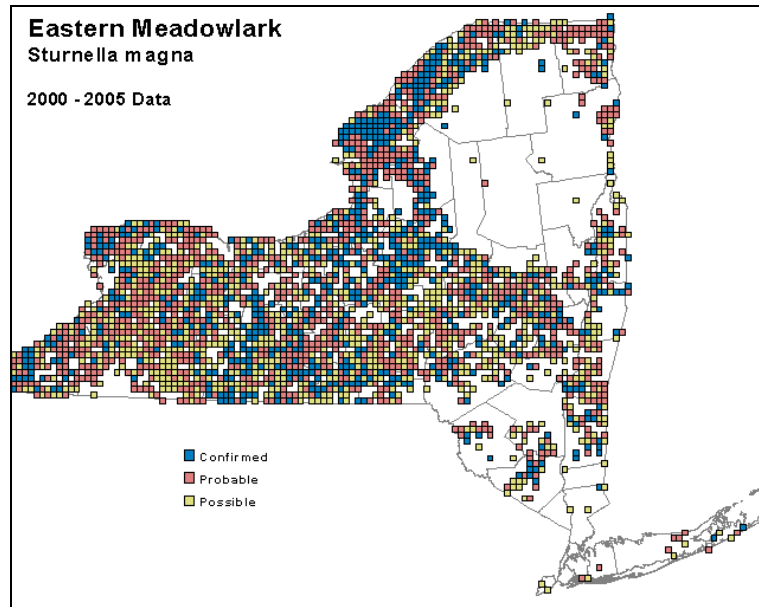 Eastern Meadowlark
Sturnella magna
2000 - 2005 Data
Confirmed
Probable
Possible